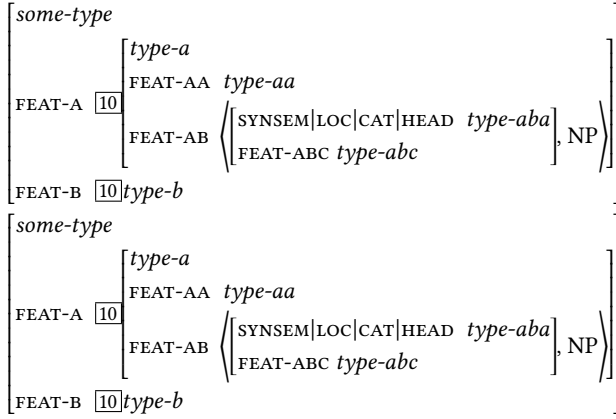 some-type
type-a
FEAT-AA type-aa
FEAT-A 10
SYNSEM|LOC|CAT|HEAD type-aba
FEAT-AB ⟨ , NP⟩
FEAT-ABC type-abc
FEAT-B 10 type-b
some-type
type-a
FEAT-AA type-aa
FEAT-A 10
SYNSEM|LOC|CAT|HEAD type-aba
FEAT-AB ⟨ , NP⟩
FEAT-ABC type-abc
FEAT-B 10 type-b